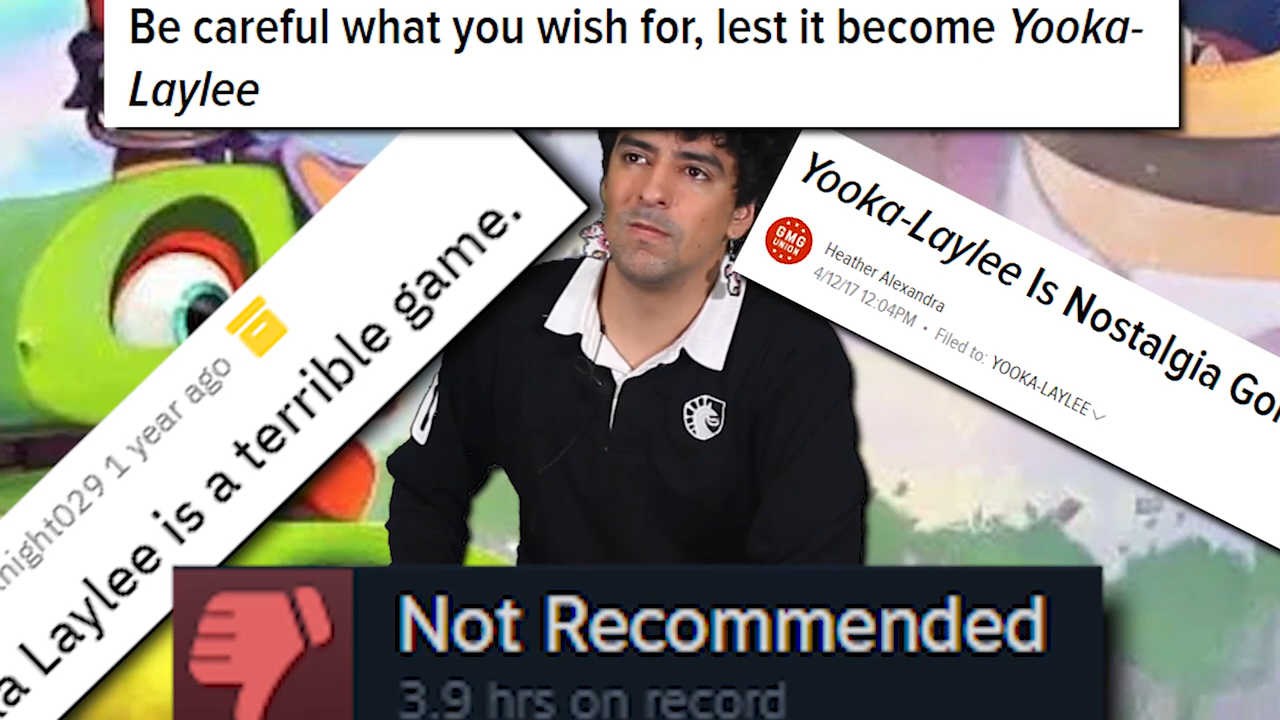 Be careful what you wish for, lest it become Yooka-
Laylee
Yooka-Laylee Is Nostalgia
GMG
UNION
Heather Alexandra
4/12/17 12:04PM • Filed to: YOOKA-LAYLEE
1 year ago
Laylee is a terrible game.
Not Recommended
3.9 hrs on record